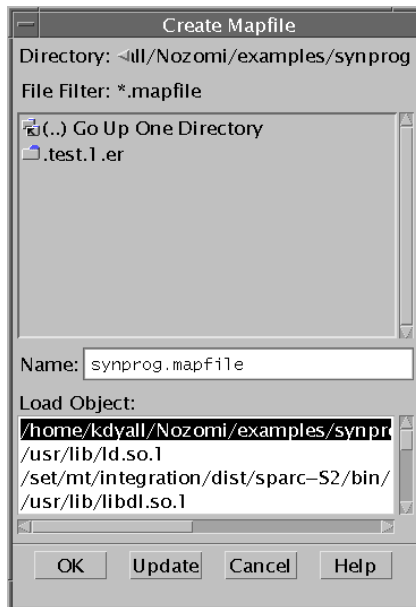 Create Mapfile
Directory: all/Nozomi/examples/synprog
File Filter: *.mapfile
(..) Go Up One Directory
.test.1.er
Name: synprog.mapfile
Load Object:
/home/kdyall/Nozomi/examples/synpr
/usr/lib/ld.so.1
/set/mt/integration/dist/sparc-S2/bin/
/usr/lib/libdl.so.1
OK Update Cancel Help